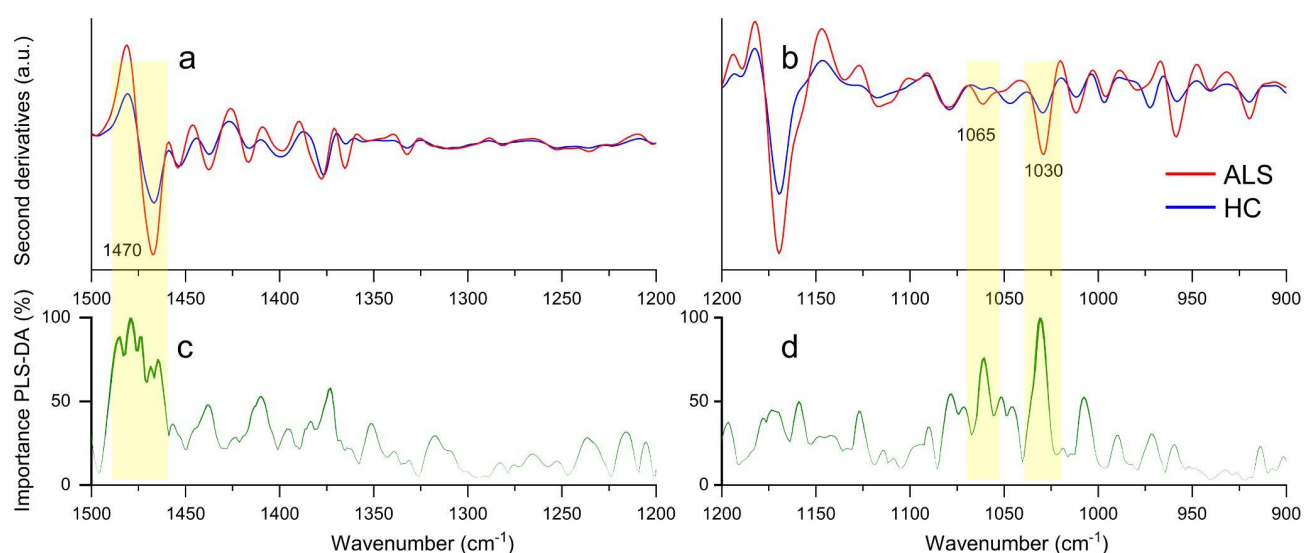 Second derivatives (a.u.)
a
1470
1500 1450 1400 1350 1300 1250 1200
b
1065
1030
ALS
HC
1200 1150 1100 1050 1000 950 900
Importance PLS-DA (%)
100
50
0
c
1500 1450 1400 1350 1300 1250 1200
Wavenumber (cm⁻¹)
100
50
0
d
1200 1150 1100 1050 1000 950 900
Wavenumber (cm⁻¹)